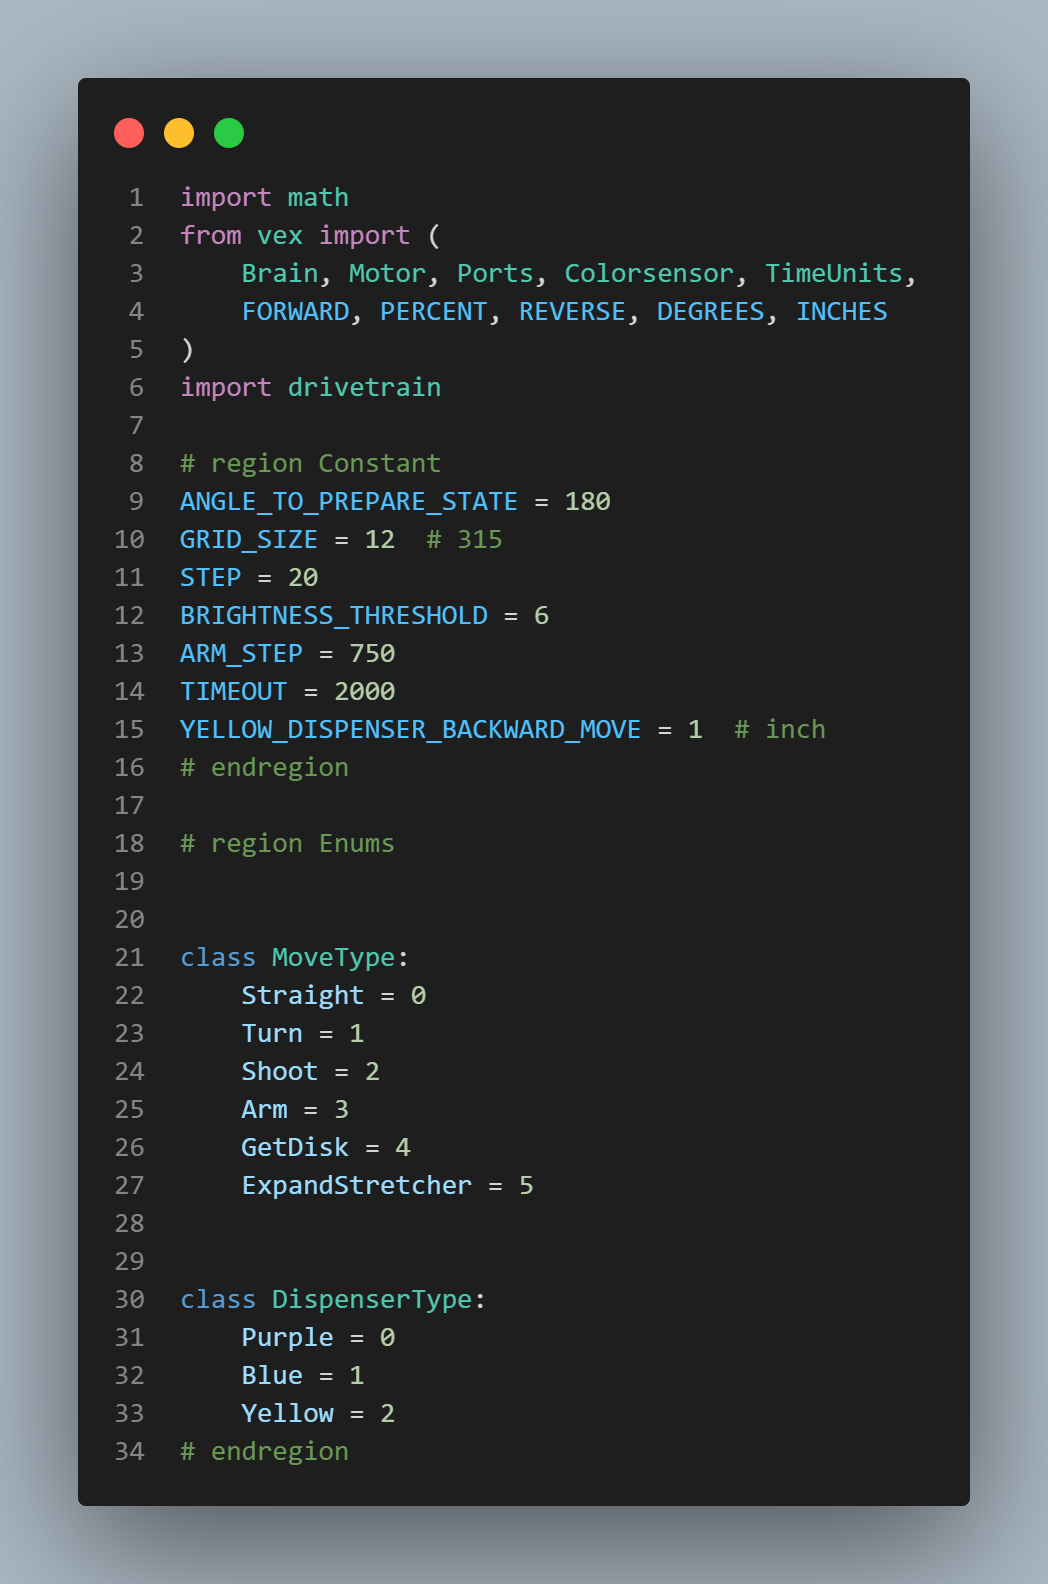 1 import math
2 from vex import (
3     Brain, Motor, Ports, Colorsensor, TimeUnits,
4     FORWARD, PERCENT, REVERSE, DEGREES, INCHES
5 )
6 import drivetrain
7
8 # region Constant
9 ANGLE_TO_PREPARE_STATE = 180
10 GRID_SIZE = 12  # 315
11 STEP = 20
12 BRIGHTNESS_THRESHOLD = 6
13 ARM_STEP = 750
14 TIMEOUT = 2000
15 YELLOW_DISPENSER_BACKWARD_MOVE = 1  # inch
16 # endregion
17
18 # region Enums
19
20
21 class MoveType:
22     Straight = 0
23     Turn = 1
24     Shoot = 2
25     Arm = 3
26     GetDisk = 4
27     ExpandStretcher = 5
28
29
30 class DispenserType:
31     Purple = 0
32     Blue = 1
33     Yellow = 2
34 # endregion